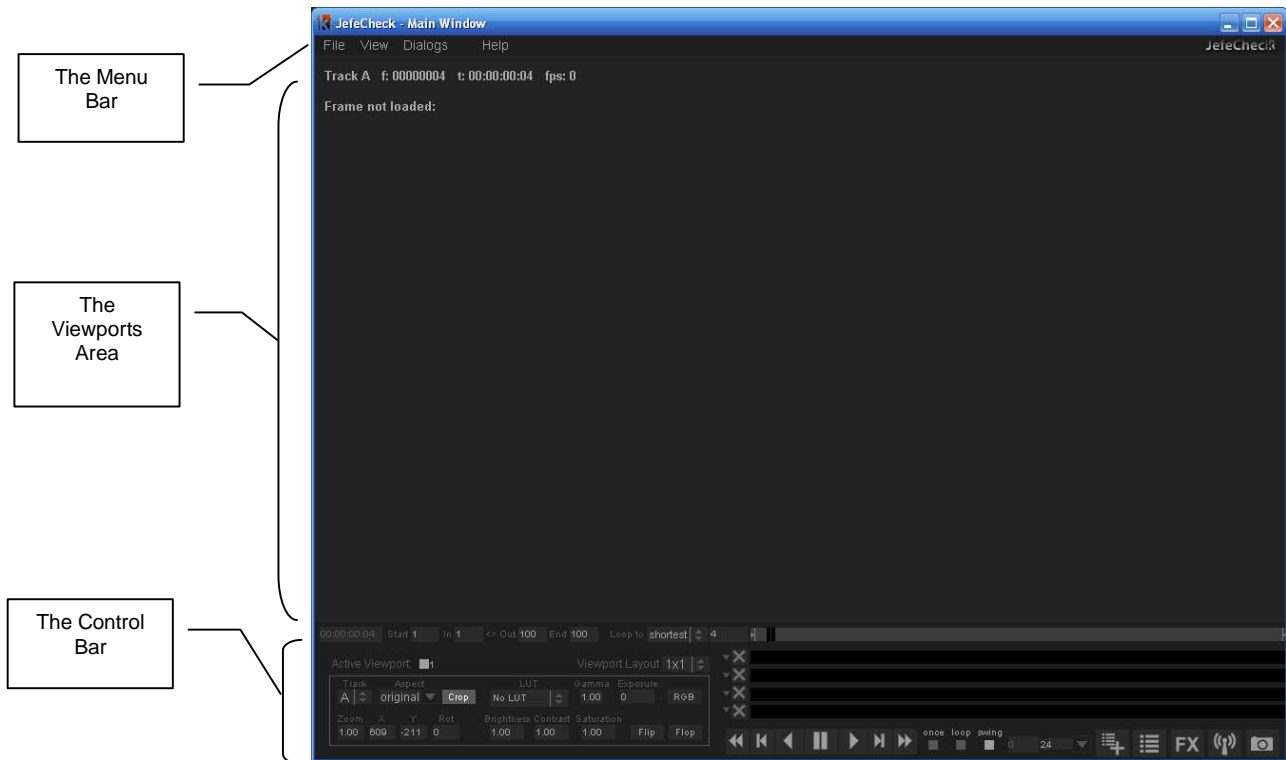 JefeCheck - Main Window
File View Dialogs Help
JefeCheck
The Menu
Bar
Track A f: 00000004 t: 00:00:00:04 fps: 0
Frame not loaded:
The
Viewports
Area
The Control
Bar
00:00:00:04 Start 1 In 1 <> Out 100 End 100 Loop to shortest 4
Active Viewport: 1 Viewport Layout 1x1
Track Aspect LUT Gamma Exposure
A original Crop No LUT 1.00 0 RGB
Zoom X Y Rot Brightness Contrast Saturation
1.00 609 -211 0 1.00 1.00 1.00 Flip Flop
once loop swing
0 24 FX